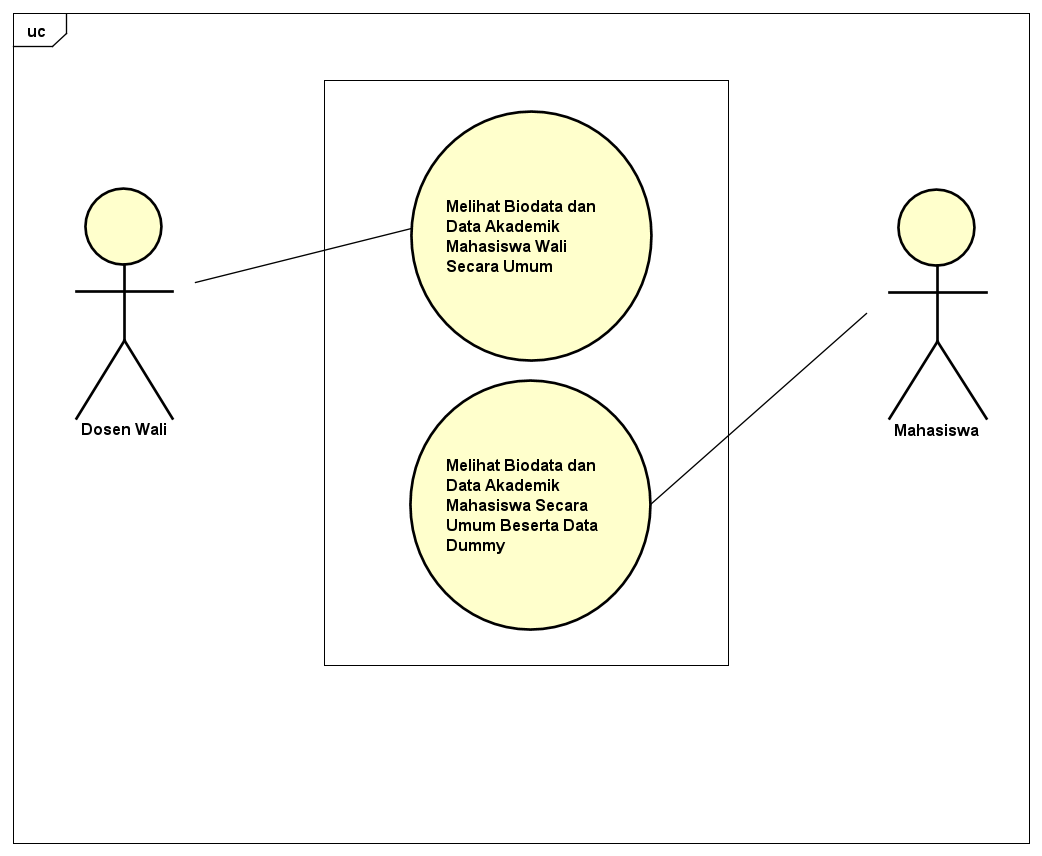 uc
Melihat Biodata dan
Data Akademik
Mahasiswa Wali
Secara Umum
Dosen Wali
Mahasiswa
Melihat Biodata dan
Data Akademik
Mahasiswa Secara
Umum Beserta Data
Dummy